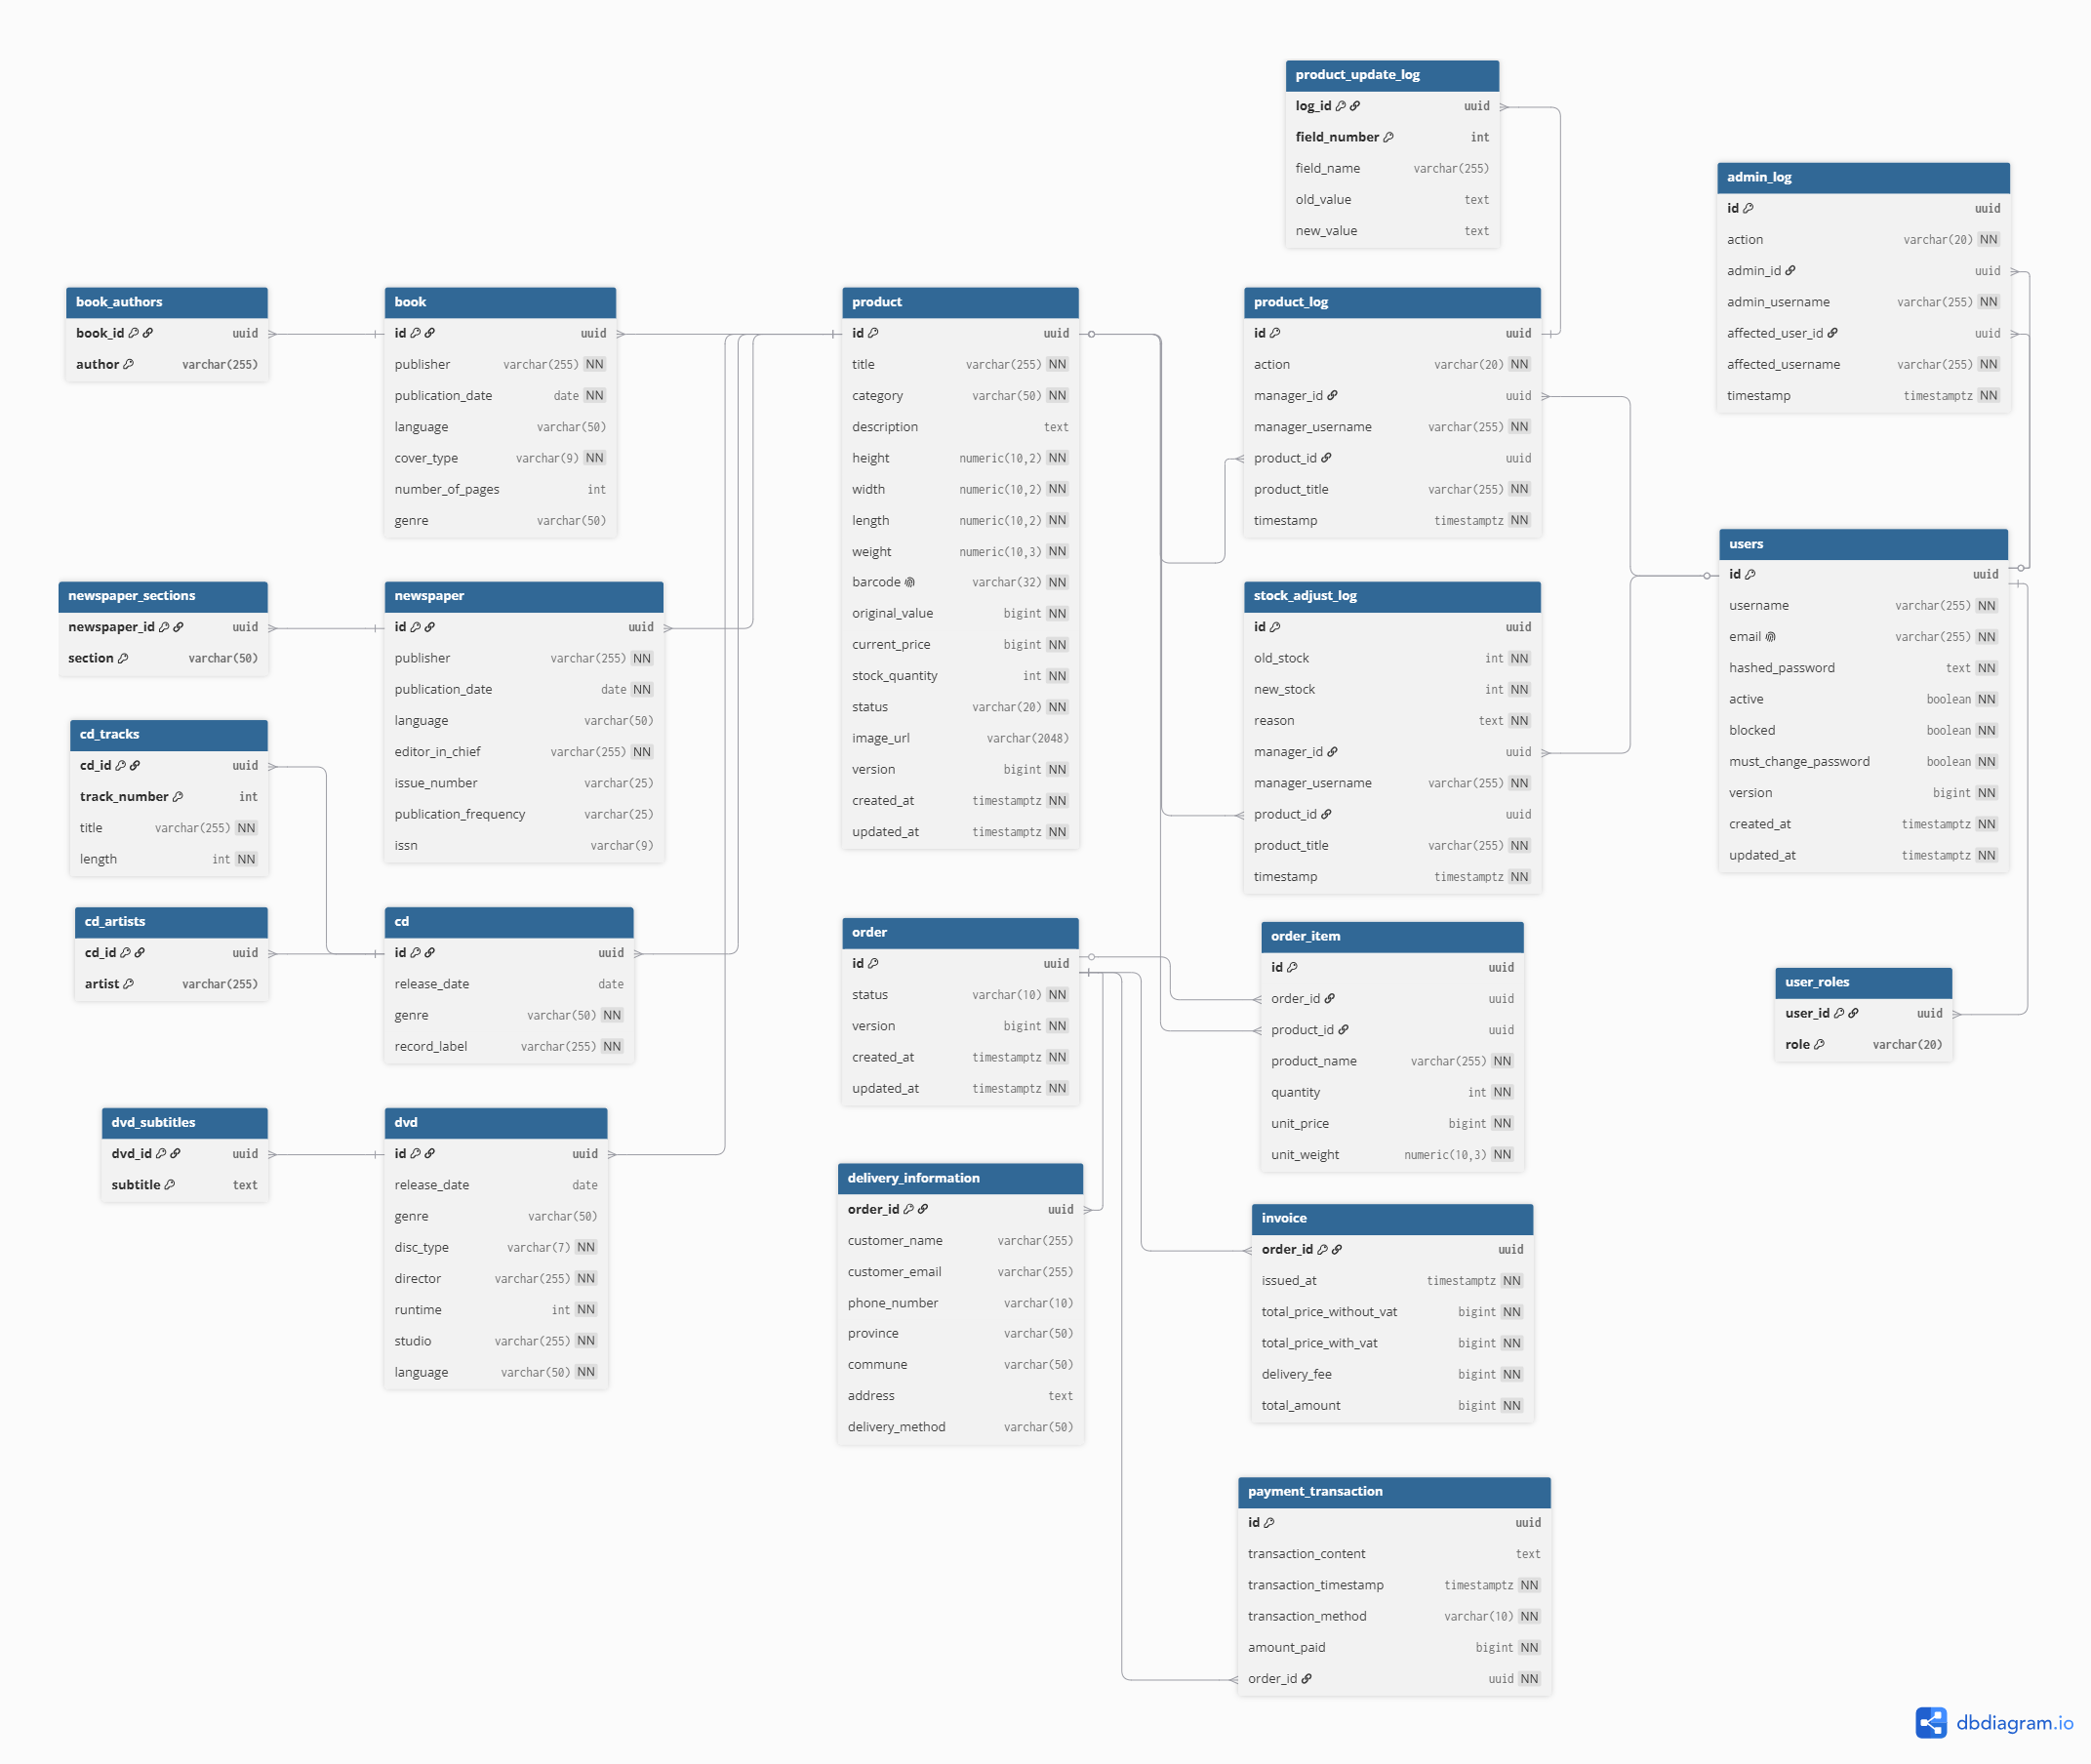 product_update_log
log_id uuid
field_number int
field_name varchar(255)
old_value text
new_value text
admin_log
id uuid
action varchar(20) NN
admin_id uuid
admin_username varchar(255) NN
affected_user_id uuid
affected_username varchar(255) NN
timestamp timestamptz NN
book_authors
book_id uuid
author varchar(255)
book
id uuid
publisher varchar(255) NN
publication_date date NN
language varchar(50)
cover_type varchar(9) NN
number_of_pages int
genre varchar(50)
product
id uuid
title varchar(255) NN
category varchar(50) NN
description text
height numeric(10,2) NN
width numeric(10,2) NN
length numeric(10,2) NN
weight numeric(10,3) NN
barcode varchar(32) NN
original_value bigint NN
current_price bigint NN
stock_quantity int NN
status varchar(20) NN
image_url varchar(2048)
version bigint NN
created_at timestamptz NN
updated_at timestamptz NN
product_log
id uuid
action varchar(20) NN
manager_id uuid
manager_username varchar(255) NN
product_id uuid
product_title varchar(255) NN
timestamp timestamptz NN
users
id uuid
username varchar(255) NN
email varchar(255) NN
hashed_password text NN
active boolean NN
blocked boolean NN
must_change_password boolean NN
version bigint NN
created_at timestamptz NN
updated_at timestamptz NN
newspaper_sections
newspaper_id uuid
section varchar(50)
newspaper
id uuid
publisher varchar(255) NN
publication_date date NN
language varchar(50)
editor_in_chief varchar(255) NN
issue_number varchar(25)
publication_frequency varchar(25)
issn varchar(9)
stock_adjust_log
id uuid
old_stock int NN
new_stock int NN
reason text NN
manager_id uuid
manager_username varchar(255) NN
product_id uuid
product_title varchar(255) NN
timestamp timestamptz NN
cd_tracks
cd_id uuid
track_number int
title varchar(255) NN
length int NN
cd_artists
cd_id uuid
artist varchar(255)
cd
id uuid
release_date date
genre varchar(50) NN
record_label varchar(255) NN
order
id uuid
status varchar(10) NN
version bigint NN
created_at timestamptz NN
updated_at timestamptz NN
order_item
id uuid
order_id uuid
product_id uuid
product_name varchar(255) NN
quantity int NN
unit_price bigint NN
unit_weight numeric(10,3) NN
user_roles
user_id uuid
role varchar(20)
dvd_subtitles
dvd_id uuid
subtitle text
dvd
id uuid
release_date date
genre varchar(50)
disc_type varchar(7) NN
director varchar(255) NN
runtime int NN
studio varchar(255) NN
language varchar(50) NN
delivery_information
order_id uuid
customer_name varchar(255)
customer_email varchar(255)
phone_number varchar(10)
province varchar(50)
commune varchar(50)
address text
delivery_method varchar(50)
invoice
order_id uuid
issued_at timestamptz NN
total_price_without_vat bigint NN
total_price_with_vat bigint NN
delivery_fee bigint NN
total_amount bigint NN
payment_transaction
id uuid
transaction_content text
transaction_timestamp timestamptz NN
transaction_method varchar(10) NN
amount_paid bigint NN
order_id uuid NN
dbdiagram.io